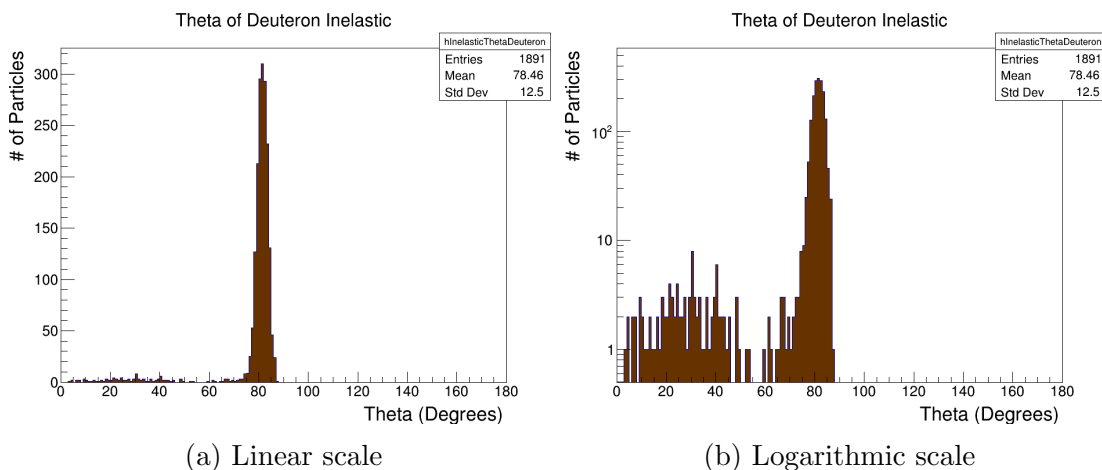 Theta of Deuteron Inelastic
hInelasticThetaDeuteron
Entries 1891
Mean 78.46
Std Dev 12.5
# of Particles
300
250
200
150
100
50
0
0 20 40 60 80 100 120 140 160 180
Theta (Degrees)
(a) Linear scale
Theta of Deuteron Inelastic
hInelasticThetaDeuteron
Entries 1891
Mean 78.46
Std Dev 12.5
# of Particles
10²
10
1
0 20 40 60 80 100 120 140 160 180
Theta (Degrees)
(b) Logarithmic scale